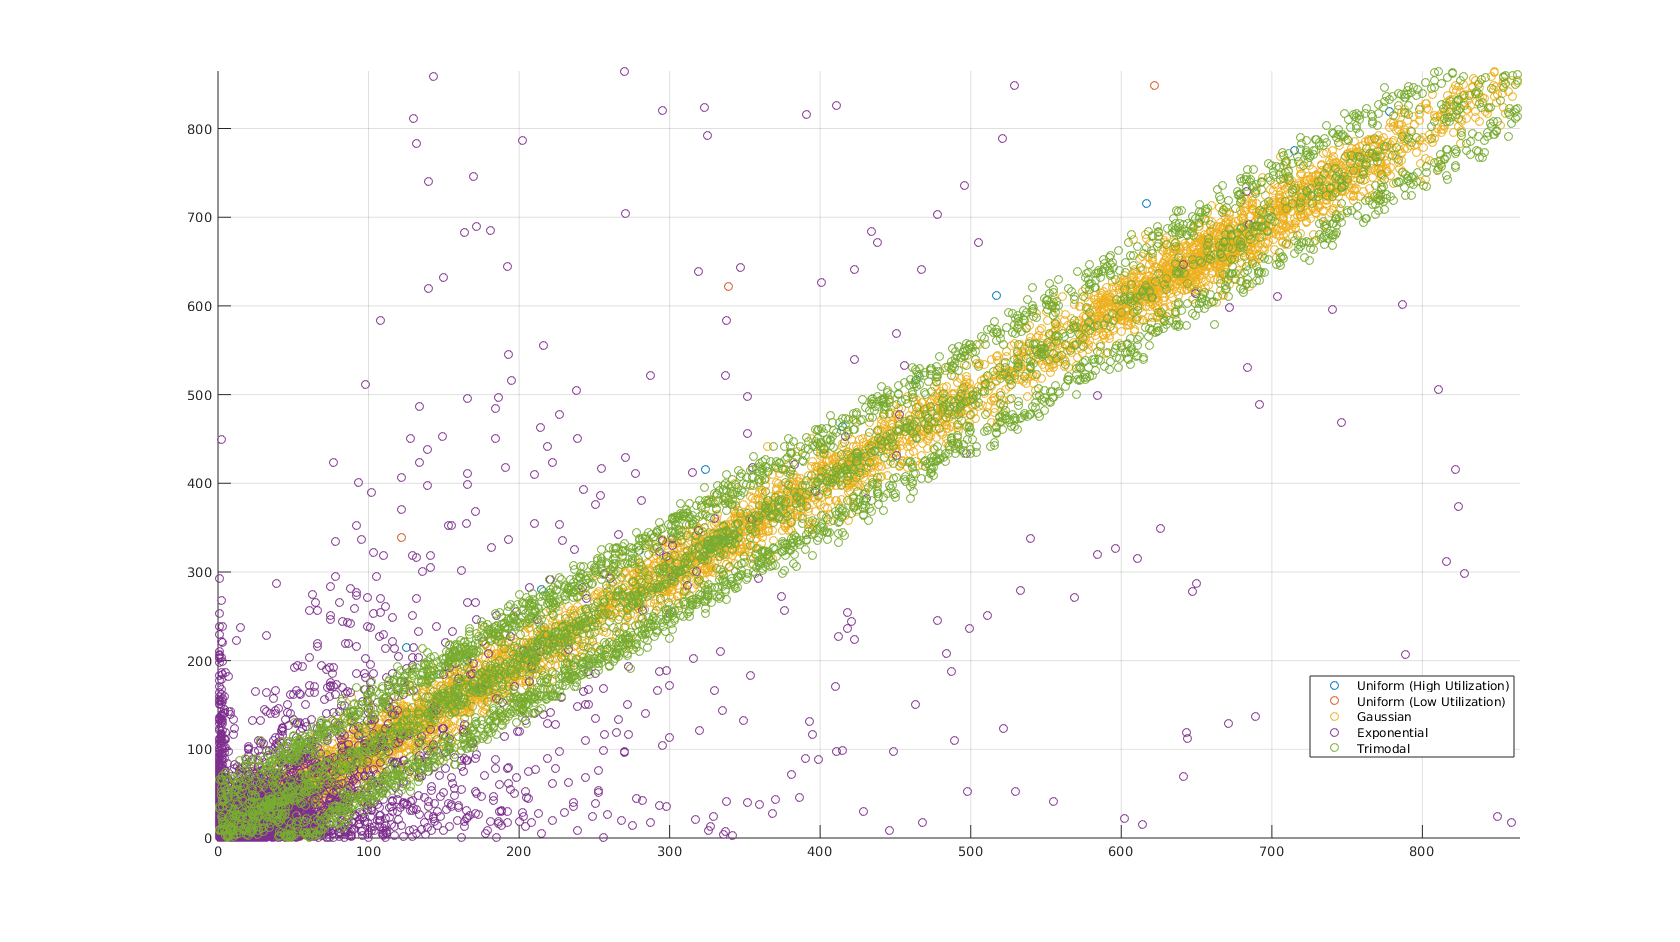 800
700
600
500
400
300
200
100
0
0 100 200 300 400 500 600 700 800
Uniform (High Utilization)
Uniform (Low Utilization)
Gaussian
Exponential
Trimodal